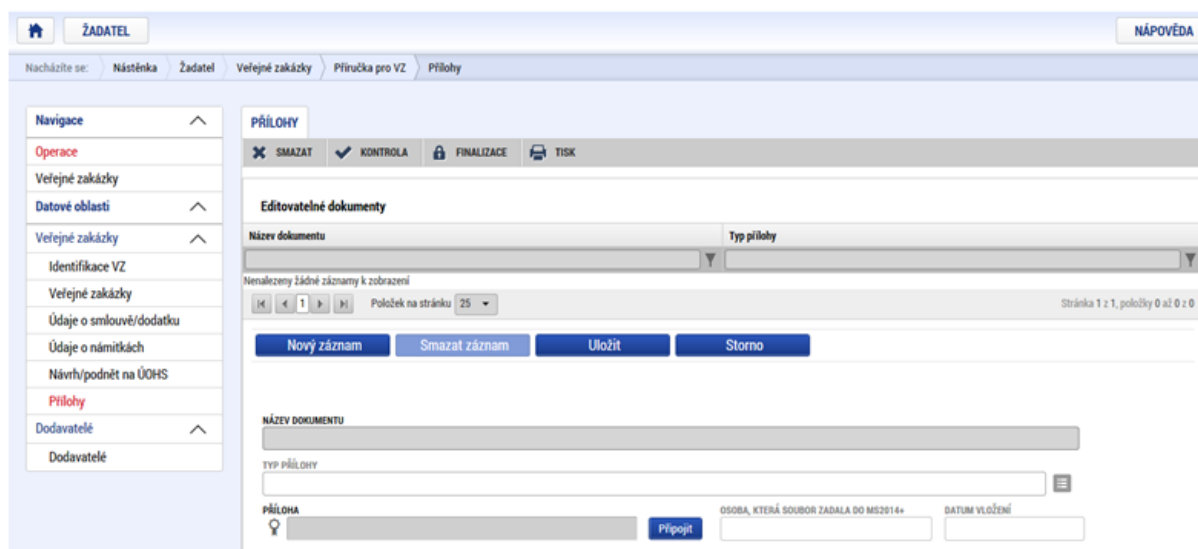 ŽADATEL
NÁPOVĚDA
Nacházíte se: Nástěnka Žadatel Veřejné zakázky Příručka pro VZ Přílohy
Navigace
Operace
Veřejné zakázky
Datové oblasti
Veřejné zakázky
Identifikace VZ
Veřejné zakázky
Údaje o smlouvě/dodatku
Údaje o námitkách
Návrh/podnět na ÚOHS
Přílohy
Dodavatelé
Dodavatelé
PŘÍLOHY
SMAZAT KONTROLA FINALIZACE TISK
Editovatelné dokumenty
Název dokumentu Typ přílohy
Nenalezeny žádné záznamy k zobrazení
1 Položek na stránku 25 Stránka 1 z 1, položky 0 až 0 z 0
Nový záznam Smazat záznam Uložit Storno
NÁZEV DOKUMENTU
TYP PŘÍLOHY
PŘÍLOHA OSOBA, KTERÁ SOUBOR ZADALA DO MS2014+ DATUM VLOŽENÍ
Připojit